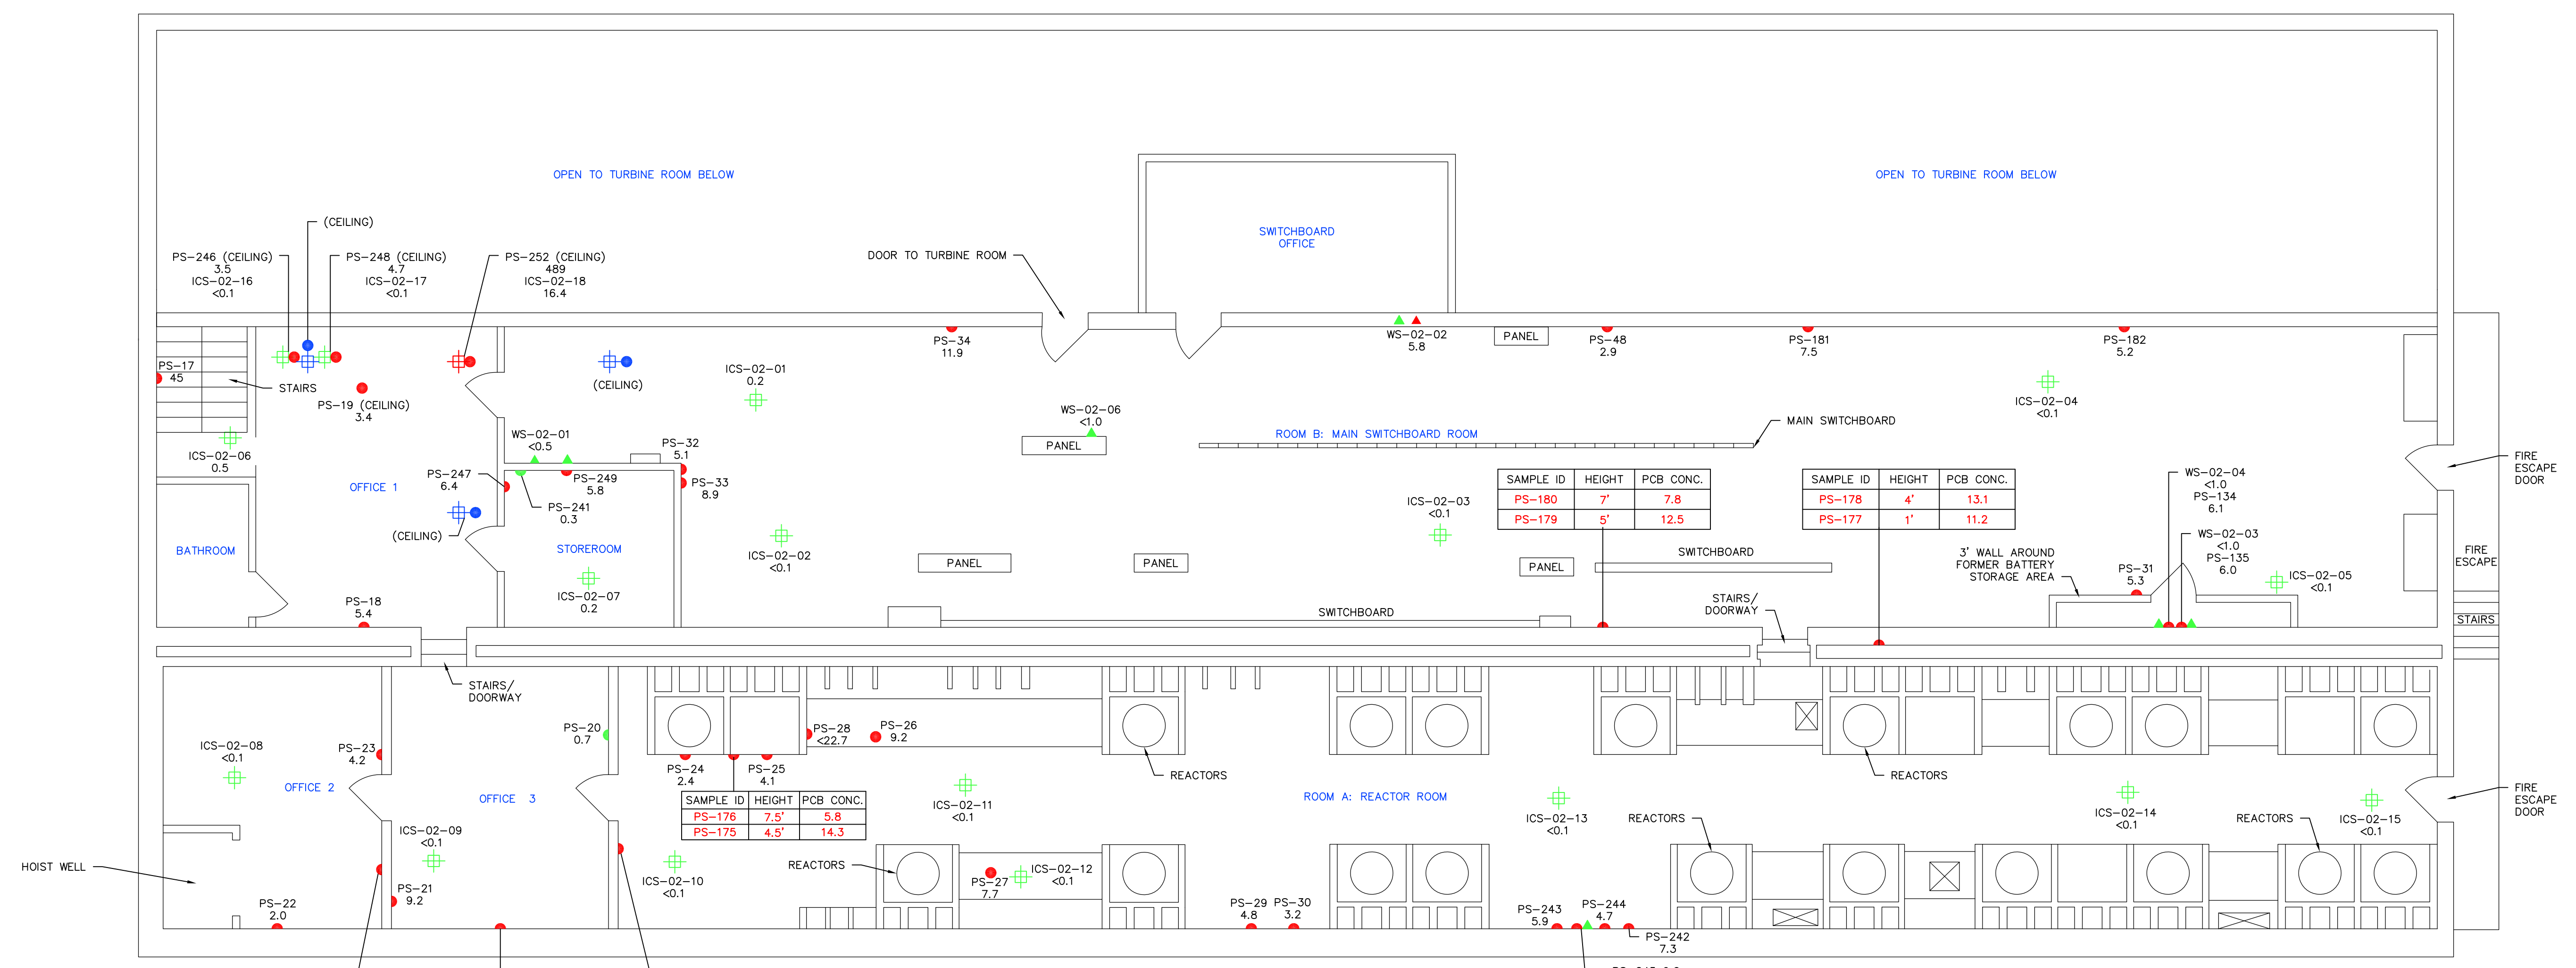 OPEN TO TURBINE ROOM BELOW
OPEN TO TURBINE ROOM BELOW
SWITCHBOARD
OFFICE
(CEILING)
PS-246 (CEILING)
3.5
ICS-02-16
<0.1
PS-248 (CEILING)
4.7
ICS-02-17
<0.1
PS-252 (CEILING)
489
ICS-02-18
16.4
DOOR TO TURBINE ROOM
PS-17
45
STAIRS
PS-19 (CEILING)
3.4
(CEILING)
PS-34
11.9
WS-02-02
5.8
PANEL
PS-48
2.9
PS-181
7.5
PS-182
5.2
ICS-02-01
0.2
ICS-02-04
<0.1
WS-02-06
<1.0
PANEL
MAIN SWITCHBOARD
ROOM B: MAIN SWITCHBOARD ROOM
ICS-02-06
0.5
WS-02-01
<0.5
PS-32
5.1
PS-33
8.9
PS-247
6.4
PS-249
5.8
PS-241
0.3
OFFICE 1
(CEILING)
BATHROOM
STOREROOM
ICS-02-07
0.2
ICS-02-02
<0.1
ICS-02-03
<0.1
SAMPLE ID HEIGHT PCB CONC.
PS-180 7' 7.8
PS-179 5' 12.5
SAMPLE ID HEIGHT PCB CONC.
PS-178 4' 13.1
PS-177 1' 11.2
WS-02-04
<1.0
PS-134
6.1
WS-02-03
<1.0
PS-135
6.0
FIRE
ESCAPE
DOOR
FIRE
ESCAPE
PANEL
PANEL
PANEL
SWITCHBOARD
3' WALL AROUND
FORMER BATTERY
STORAGE AREA
PS-31
5.3
ICS-02-05
<0.1
PS-18
5.4
SWITCHBOARD
STAIRS/
DOORWAY
STAIRS
STAIRS/
DOORWAY
ICS-02-08
<0.1
OFFICE 2
PS-23
4.2
OFFICE 3
PS-20
0.7
PS-28
<22.7
PS-26
9.2
PS-24
2.4
PS-25
4.1
SAMPLE ID HEIGHT PCB CONC.
PS-176 7.5' 5.8
PS-175 4.5' 14.3
REACTORS
REACTORS
ICS-02-11
<0.1
ROOM A: REACTOR ROOM
ICS-02-13
<0.1
ICS-02-14
<0.1
ICS-02-15
<0.1
FIRE
ESCAPE
DOOR
REACTORS
REACTORS
HOIST WELL
ICS-02-09
<0.1
ICS-02-10
<0.1
REACTORS
PS-27
7.7
ICS-02-12
<0.1
PS-22
2.0
PS-21
9.2
PS-29
4.8
PS-30
3.2
PS-243
5.9
PS-244
4.7
PS-242
7.3